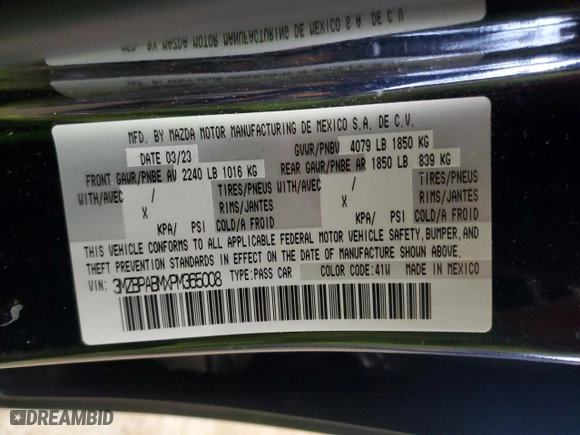 MFD. BY MAZDA MOTOR MANUFACTURING DE MEXICO S.A. DE C.V.
DATE 03/23 GVWR/PNBV 4079 LB 1850 KG
FRONT GAWR/PNBE AV 2240 LB 1016 KG REAR GAWR/PNBE AR 1850 LB 839 KG
WITH/AVEC / TIRES/PNEUS WITH/AVEC / TIRES/PNEUS
X RIMS/JANTES X RIMS/JANTES
KPA/ PSI COLD/A FROID KPA/ PSI COLD/A FROID
THIS VEHICLE CONFORMS TO ALL APPLICABLE FEDERAL MOTOR VEHICLE SAFETY, BUMPER, AND
THEFT PREVENTION STANDARDS IN EFFECT ON THE DATE OF MANUFACTURE SHOWN ABOVE.
VIN: 3MZBPABMXPM365008 TYPE: PASS CAR COLOR CODE: 41W MADE IN MEXICO
DREAMBID